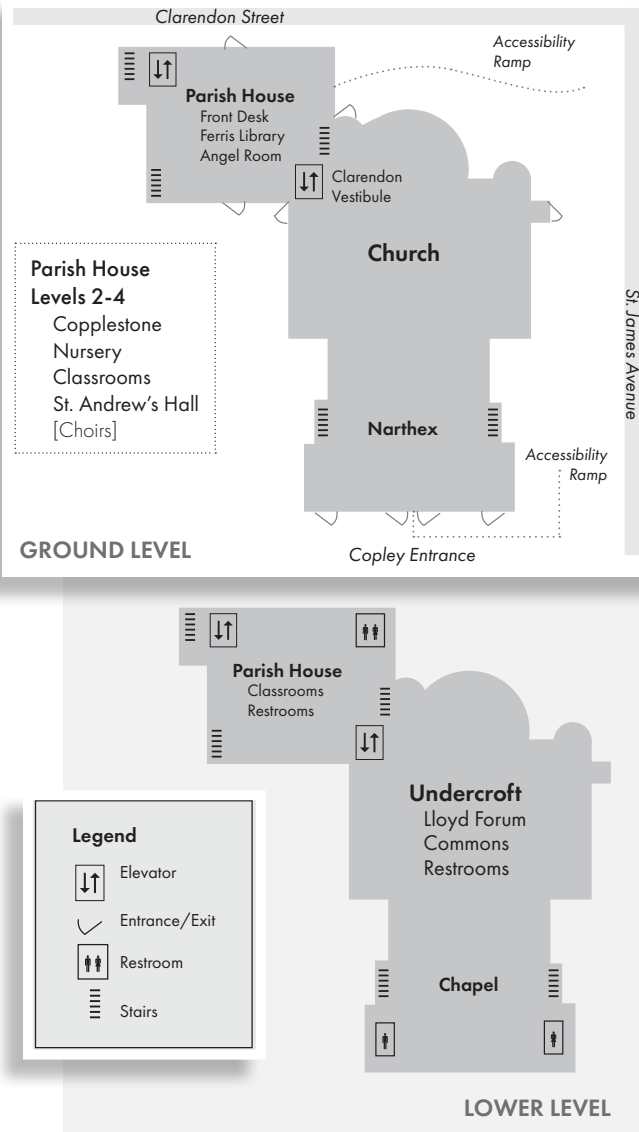 Clarendon Street
Accessibility
Ramp
Parish House
Front Desk
Ferris Library
Angel Room
Clarendon
Vestibule
Church
Parish House
Levels 2-4
Copplestone
Nursery
Classrooms
St. Andrew's Hall
[Choirs]
St. James Avenue
Narthex
Accessibility
Ramp
GROUND LEVEL
Copley Entrance
Parish House
Classrooms
Restrooms
Undercroft
Lloyd Forum
Commons
Restrooms
Legend
Elevator
Entrance/Exit
Restroom
Stairs
Chapel
LOWER LEVEL